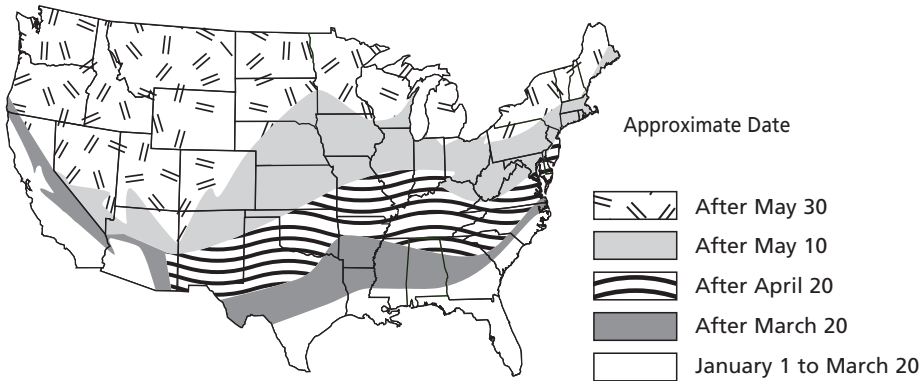 Approximate Date
After May 30
After May 10
After April 20
After March 20
January 1 to March 20